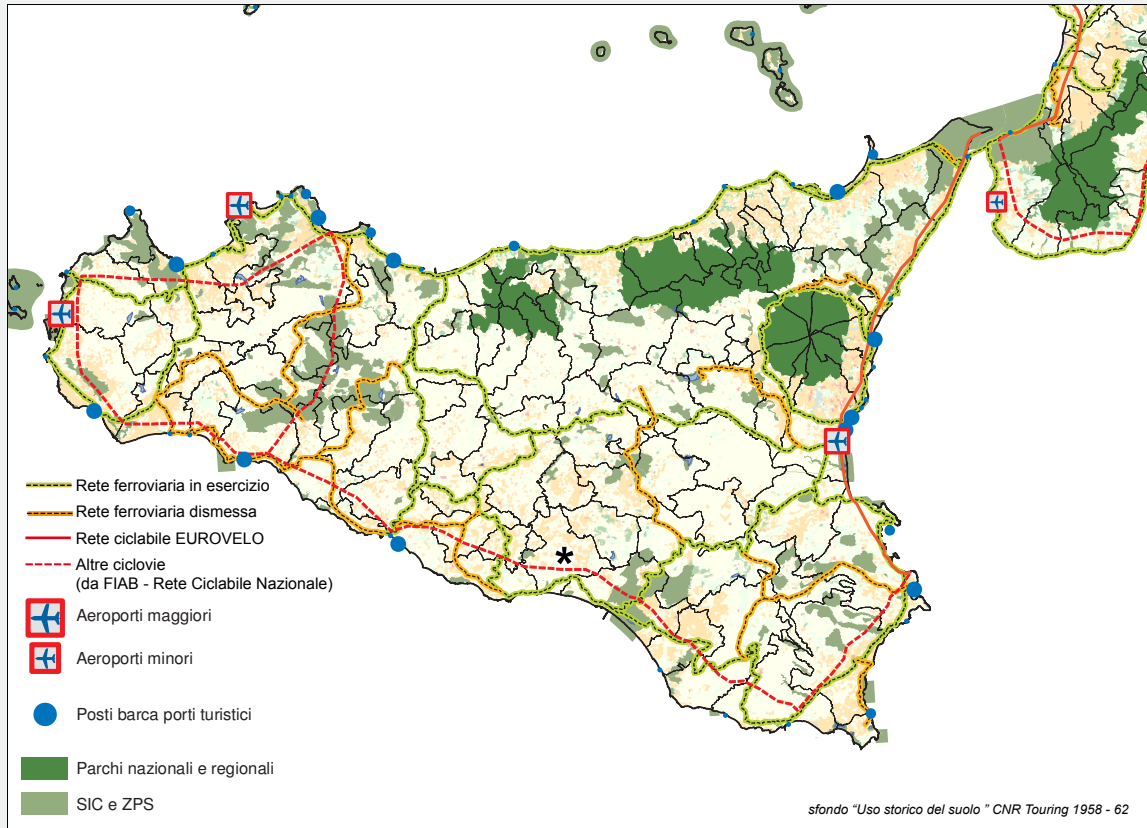 Rete ferroviaria in esercizio
Rete ferroviaria dismessa
Rete ciclabile EUROVELO
Altre ciclovie
(da FIAB - Rete Ciclabile Nazionale)
Aeroporti maggiori
Aeroporti minori
Posti barca porti turistici
Parchi nazionali e regionali
SIC e ZPS
*
sfondo “Uso storico del suolo ” CNR Touring 1958 - 62